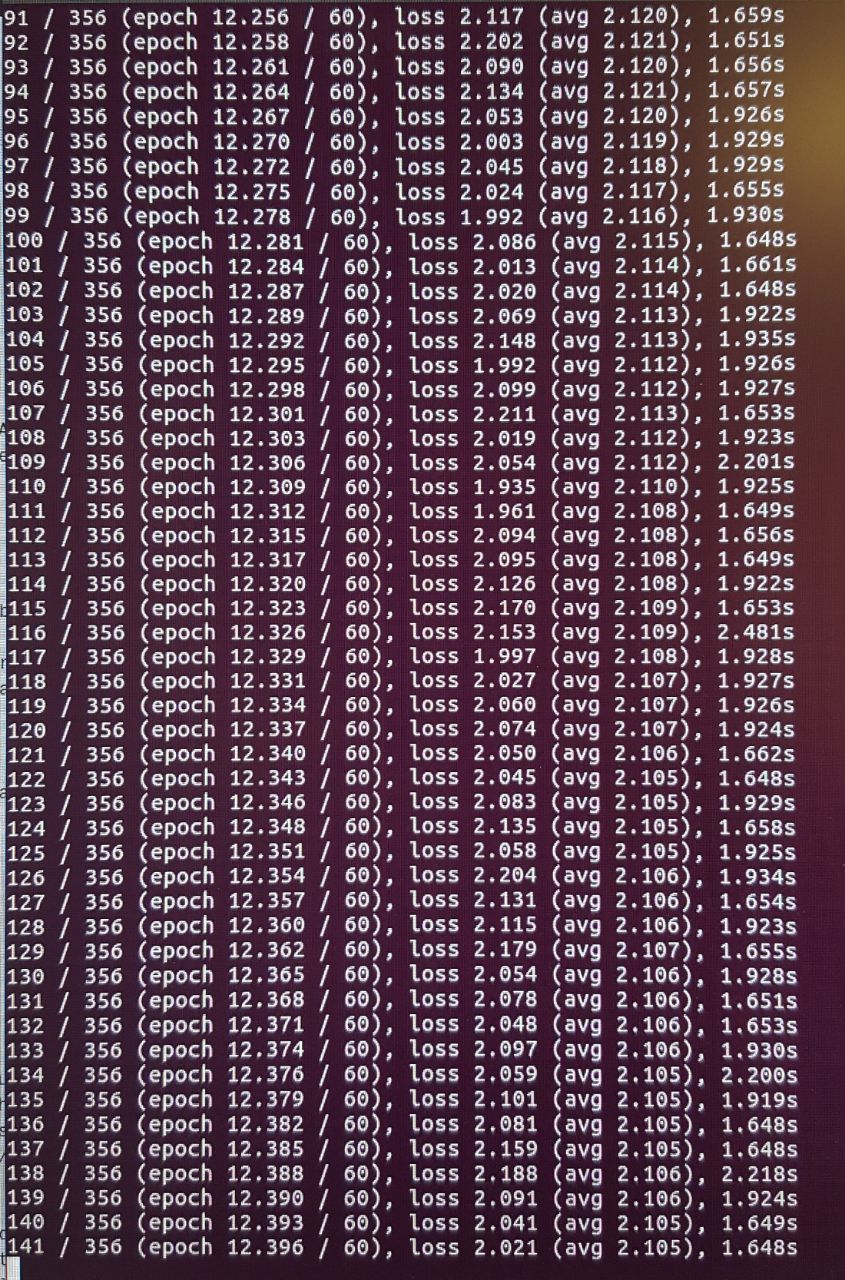 91 / 356 (epoch 12.256 / 60), loss 2.117 (avg 2.120), 1.659s
92 / 356 (epoch 12.258 / 60), loss 2.202 (avg 2.121), 1.651s
93 / 356 (epoch 12.261 / 60), loss 2.090 (avg 2.120), 1.656s
94 / 356 (epoch 12.264 / 60), loss 2.134 (avg 2.121), 1.657s
95 / 356 (epoch 12.267 / 60), loss 2.053 (avg 2.120), 1.926s
96 / 356 (epoch 12.270 / 60), loss 2.003 (avg 2.119), 1.929s
97 / 356 (epoch 12.272 / 60), loss 2.045 (avg 2.118), 1.929s
98 / 356 (epoch 12.275 / 60), loss 2.024 (avg 2.117), 1.655s
99 / 356 (epoch 12.278 / 60), loss 1.992 (avg 2.116), 1.930s
100 / 356 (epoch 12.281 / 60), loss 2.086 (avg 2.115), 1.648s
101 / 356 (epoch 12.284 / 60), loss 2.013 (avg 2.114), 1.661s
102 / 356 (epoch 12.287 / 60), loss 2.020 (avg 2.114), 1.648s
103 / 356 (epoch 12.289 / 60), loss 2.069 (avg 2.113), 1.922s
104 / 356 (epoch 12.292 / 60), loss 2.148 (avg 2.113), 1.935s
105 / 356 (epoch 12.295 / 60), loss 1.992 (avg 2.112), 1.926s
106 / 356 (epoch 12.298 / 60), loss 2.099 (avg 2.112), 1.927s
107 / 356 (epoch 12.301 / 60), loss 2.211 (avg 2.113), 1.653s
108 / 356 (epoch 12.303 / 60), loss 2.019 (avg 2.112), 1.923s
109 / 356 (epoch 12.306 / 60), loss 2.054 (avg 2.112), 2.201s
110 / 356 (epoch 12.309 / 60), loss 1.935 (avg 2.110), 1.925s
111 / 356 (epoch 12.312 / 60), loss 1.961 (avg 2.108), 1.649s
112 / 356 (epoch 12.315 / 60), loss 2.094 (avg 2.108), 1.656s
113 / 356 (epoch 12.317 / 60), loss 2.095 (avg 2.108), 1.649s
114 / 356 (epoch 12.320 / 60), loss 2.126 (avg 2.108), 1.922s
115 / 356 (epoch 12.323 / 60), loss 2.170 (avg 2.109), 1.653s
116 / 356 (epoch 12.326 / 60), loss 2.153 (avg 2.109), 2.481s
117 / 356 (epoch 12.329 / 60), loss 1.997 (avg 2.108), 1.928s
118 / 356 (epoch 12.331 / 60), loss 2.027 (avg 2.107), 1.927s
119 / 356 (epoch 12.334 / 60), loss 2.060 (avg 2.107), 1.926s
120 / 356 (epoch 12.337 / 60), loss 2.074 (avg 2.107), 1.924s
121 / 356 (epoch 12.340 / 60), loss 2.050 (avg 2.106), 1.662s
122 / 356 (epoch 12.343 / 60), loss 2.045 (avg 2.105), 1.648s
123 / 356 (epoch 12.346 / 60), loss 2.083 (avg 2.105), 1.929s
124 / 356 (epoch 12.348 / 60), loss 2.135 (avg 2.105), 1.658s
125 / 356 (epoch 12.351 / 60), loss 2.058 (avg 2.105), 1.925s
126 / 356 (epoch 12.354 / 60), loss 2.204 (avg 2.106), 1.934s
127 / 356 (epoch 12.357 / 60), loss 2.131 (avg 2.106), 1.654s
128 / 356 (epoch 12.360 / 60), loss 2.115 (avg 2.106), 1.923s
129 / 356 (epoch 12.362 / 60), loss 2.179 (avg 2.107), 1.655s
130 / 356 (epoch 12.365 / 60), loss 2.054 (avg 2.106), 1.928s
131 / 356 (epoch 12.368 / 60), loss 2.078 (avg 2.106), 1.651s
132 / 356 (epoch 12.371 / 60), loss 2.048 (avg 2.106), 1.653s
133 / 356 (epoch 12.374 / 60), loss 2.097 (avg 2.106), 1.930s
134 / 356 (epoch 12.376 / 60), loss 2.059 (avg 2.105), 2.200s
135 / 356 (epoch 12.379 / 60), loss 2.101 (avg 2.105), 1.919s
136 / 356 (epoch 12.382 / 60), loss 2.081 (avg 2.105), 1.648s
137 / 356 (epoch 12.385 / 60), loss 2.159 (avg 2.105), 1.648s
138 / 356 (epoch 12.388 / 60), loss 2.188 (avg 2.106), 2.218s
139 / 356 (epoch 12.390 / 60), loss 2.091 (avg 2.106), 1.924s
140 / 356 (epoch 12.393 / 60), loss 2.041 (avg 2.105), 1.649s
141 / 356 (epoch 12.396 / 60), loss 2.021 (avg 2.105), 1.648s